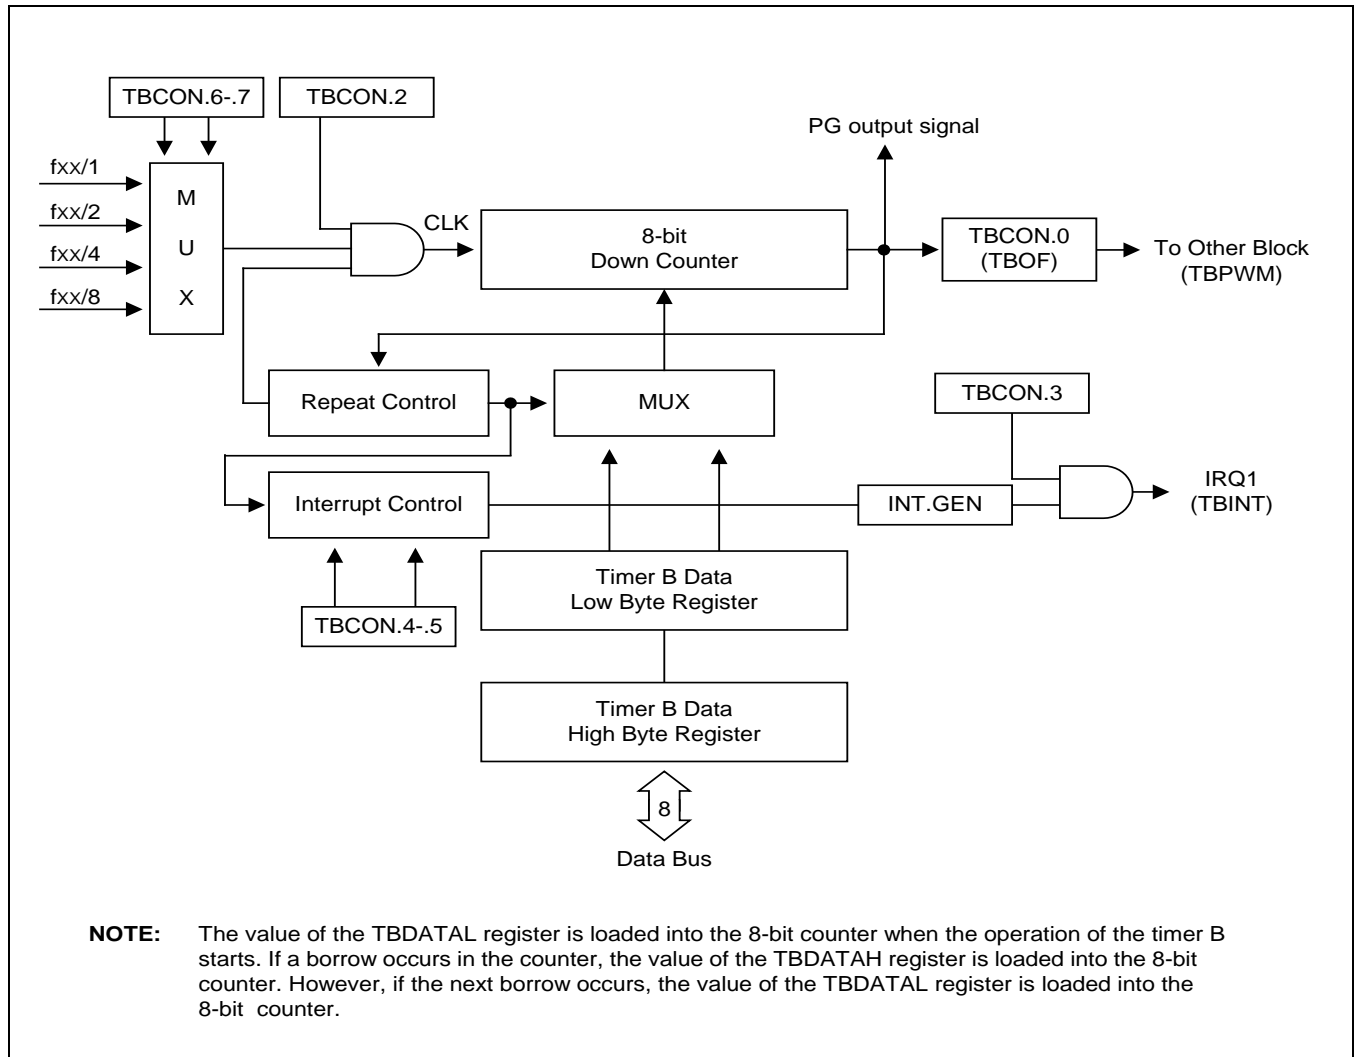 TBCON.6-.7
TBCON.2
PG output signal
fxx/1
fxx/2
fxx/4
fxx/8
M
U
X
CLK
8-bit
Down Counter
TBCON.0
(TBOF)
To Other Block
(TBPWM)
Repeat Control
MUX
TBCON.3
Interrupt Control
INT.GEN
IRQ1
(TBINT)
TBCON.4-.5
Timer B Data
Low Byte Register
Timer B Data
High Byte Register
8
Data Bus
NOTE: The value of the TBDATAL register is loaded into the 8-bit counter when the operation of the timer B
starts. If a borrow occurs in the counter, the value of the TBDATAH register is loaded into the 8-bit
counter. However, if the next borrow occurs, the value of the TBDATAL register is loaded into the
8-bit counter.